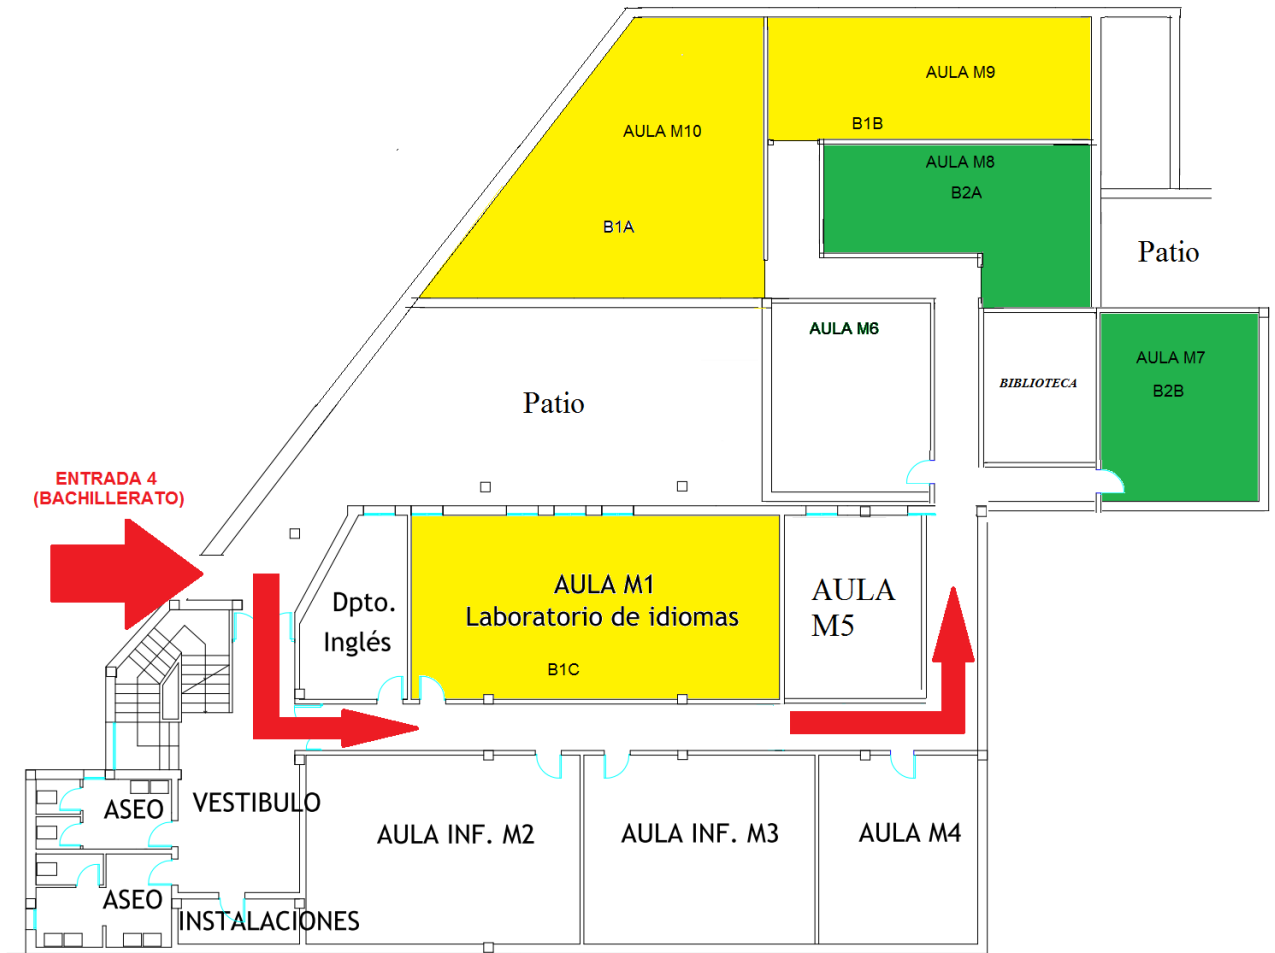 AULA M9
B1B
AULA M10
B1A
AULA M8
B2A
Patio
AULA M6
BIBLIOTECA
AULA M7
B2B
Patio
ENTRADA 4
(BACHILLERATO)
Dpto.
Inglés
AULA M1
Laboratorio de idiomas
B1C
AULA
M5
VESTIBULO
ASEO
AULA INF. M2
AULA INF. M3
AULA M4
ASEO
INSTALACIONES